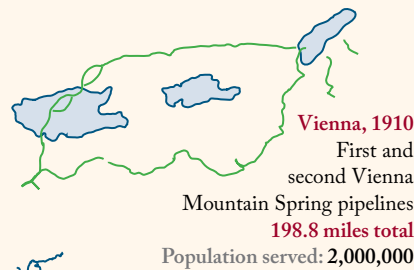 Vienna, 1910
First and
second Vienna
Mountain Spring pipelines
198.8 miles total
Population served: 2,000,000